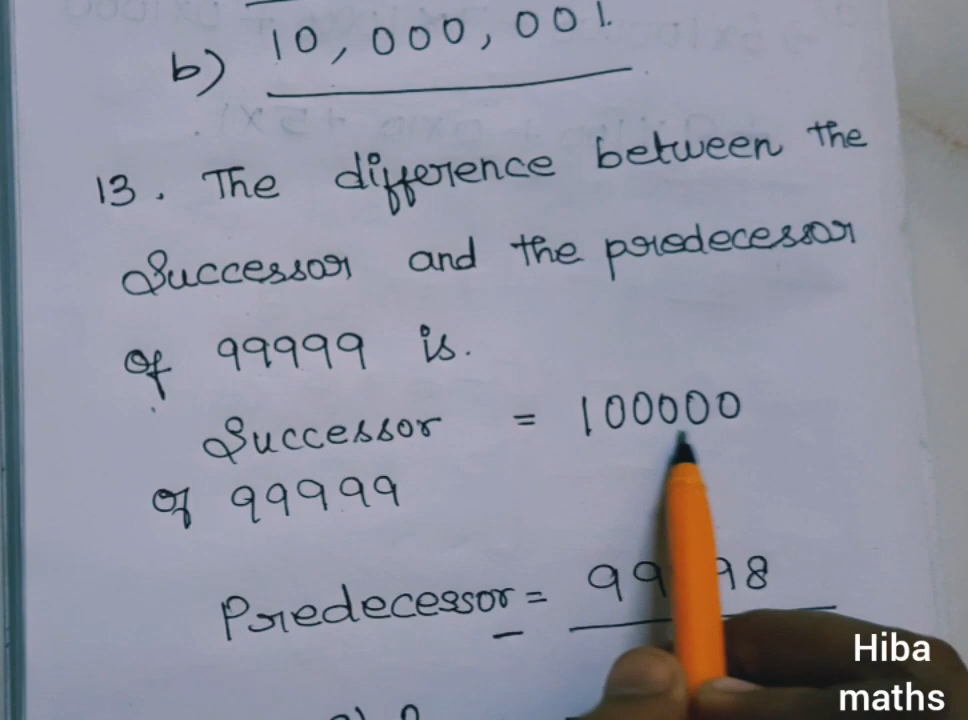 b) 10,000,001.
13. The difference between the
Successor and the predecessor
of 99999 is.
Successor = 100000
of 99999
Predecessor = 99 98
Hiba
maths